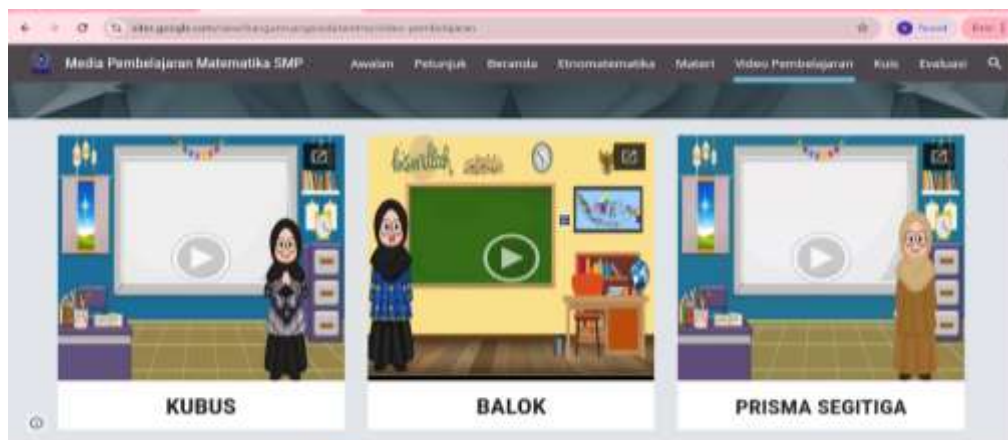 Media Pembelajaran Matematika SMP
Awalan Petunjuk Beranda Etnomatematika Materi Video Pembelajaran Kuis Evaluasi
KUBUS
BALOK
PRISMA SEGITIGA